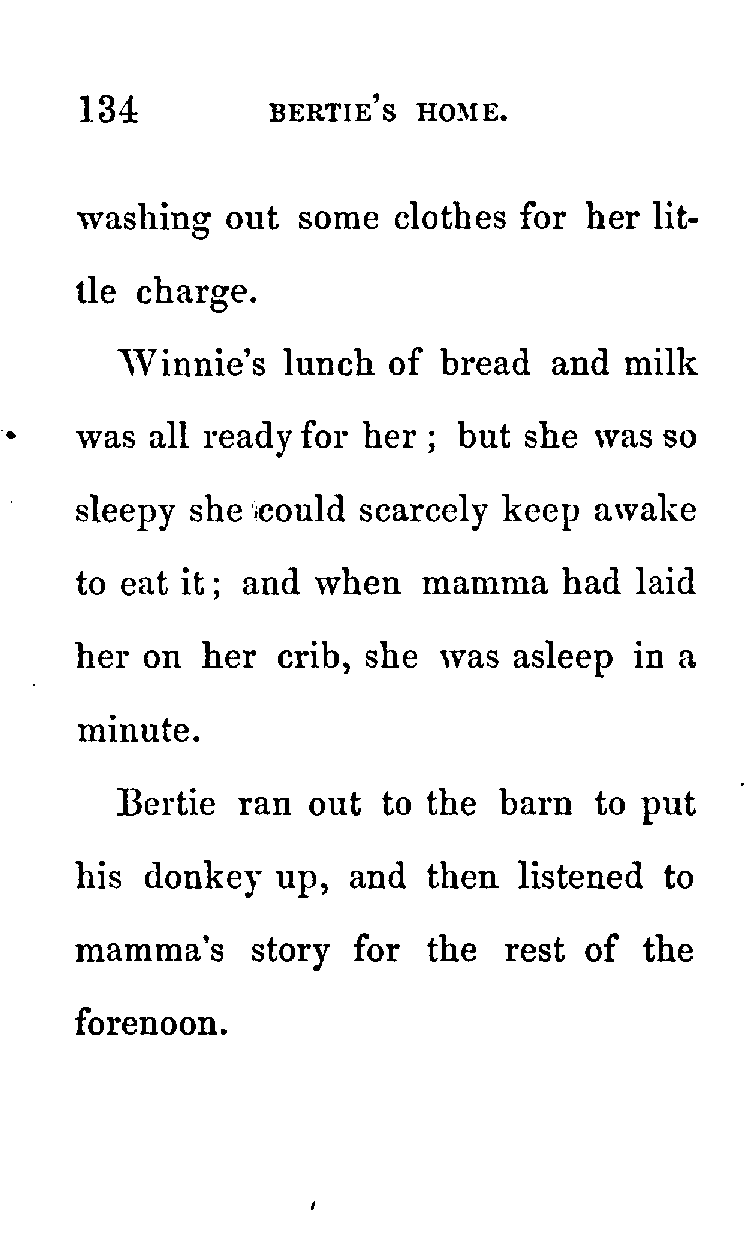 134 BERTIE'S HOME.
washing out some clothes for her lit-
tle charge.
Winnie's lunch of bread and milk
was all ready for her ; but she was so
sleepy she could scarcely keep awake
to eat it ; and when mamma had laid
her on her crib, she was asleep in a
minute.
Bertie ran out to the barn to put
his donkey up, and then listened to
mamma's story for the rest of the
forenoon.